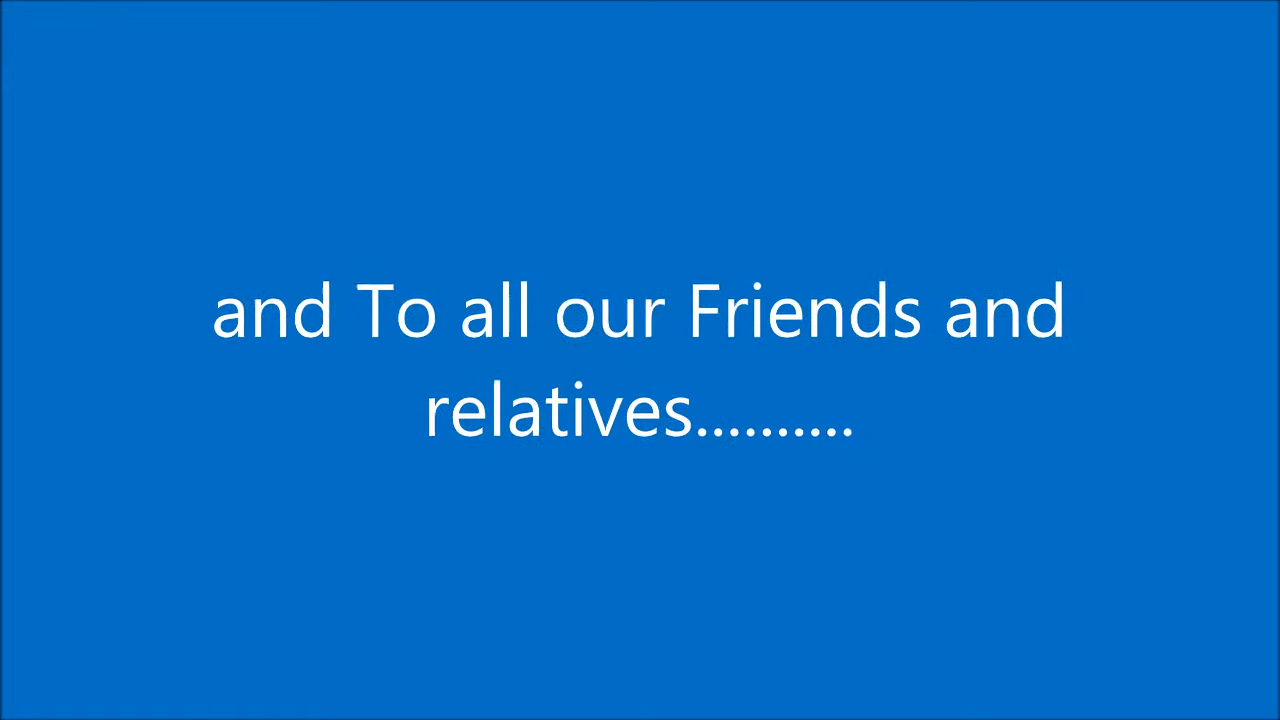 and To all our Friends and
relatives..........